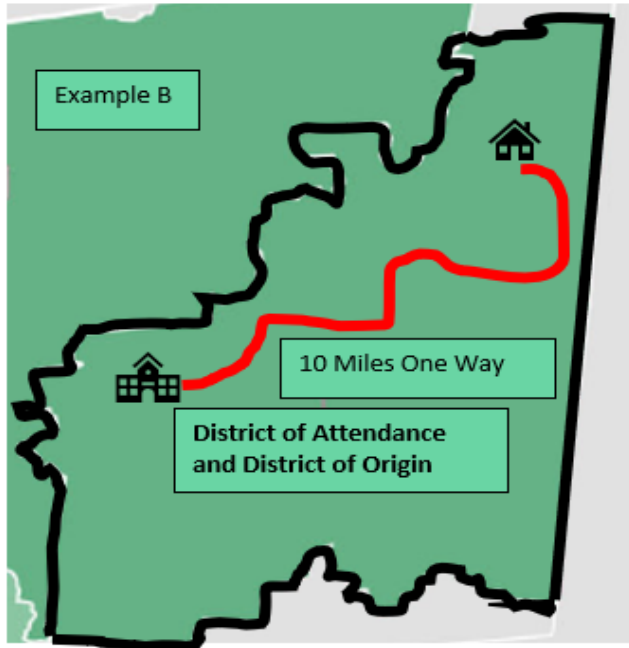 Example B
10 Miles One Way
District of Attendance
and District of Origin